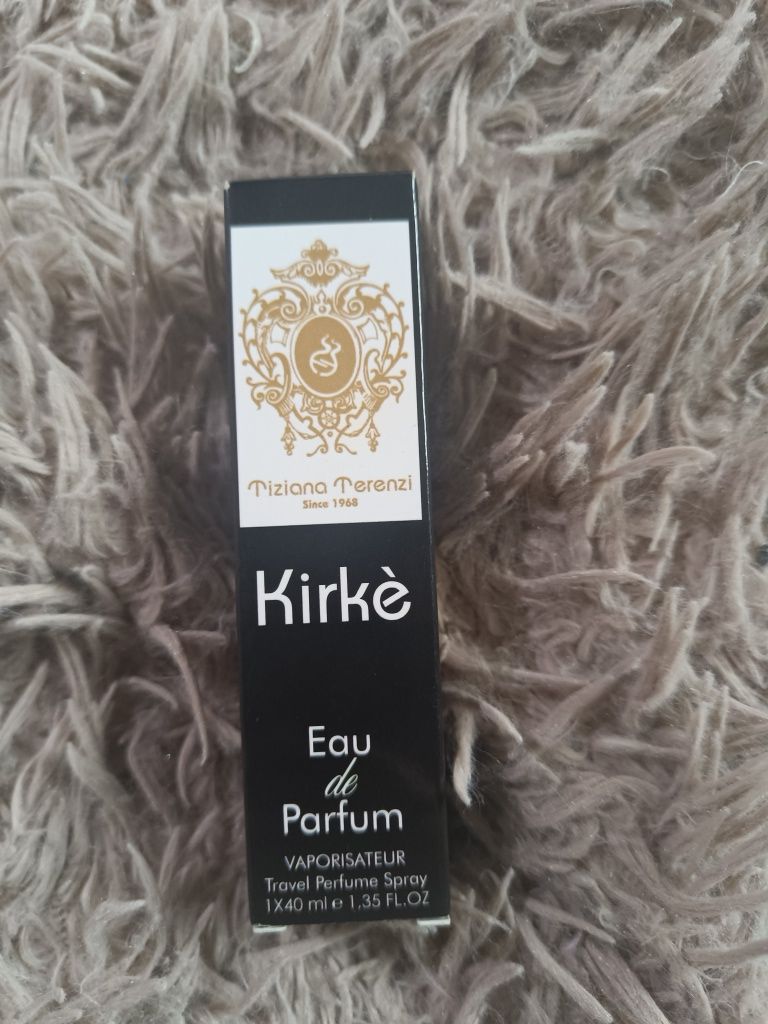 Tiziana Terenzi
Since 1968
Kirkè
Eau
de
Parfum
VAPORISATEUR
Travel Perfume Spray
1X40 ml ℮ 1,35 FL.OZ